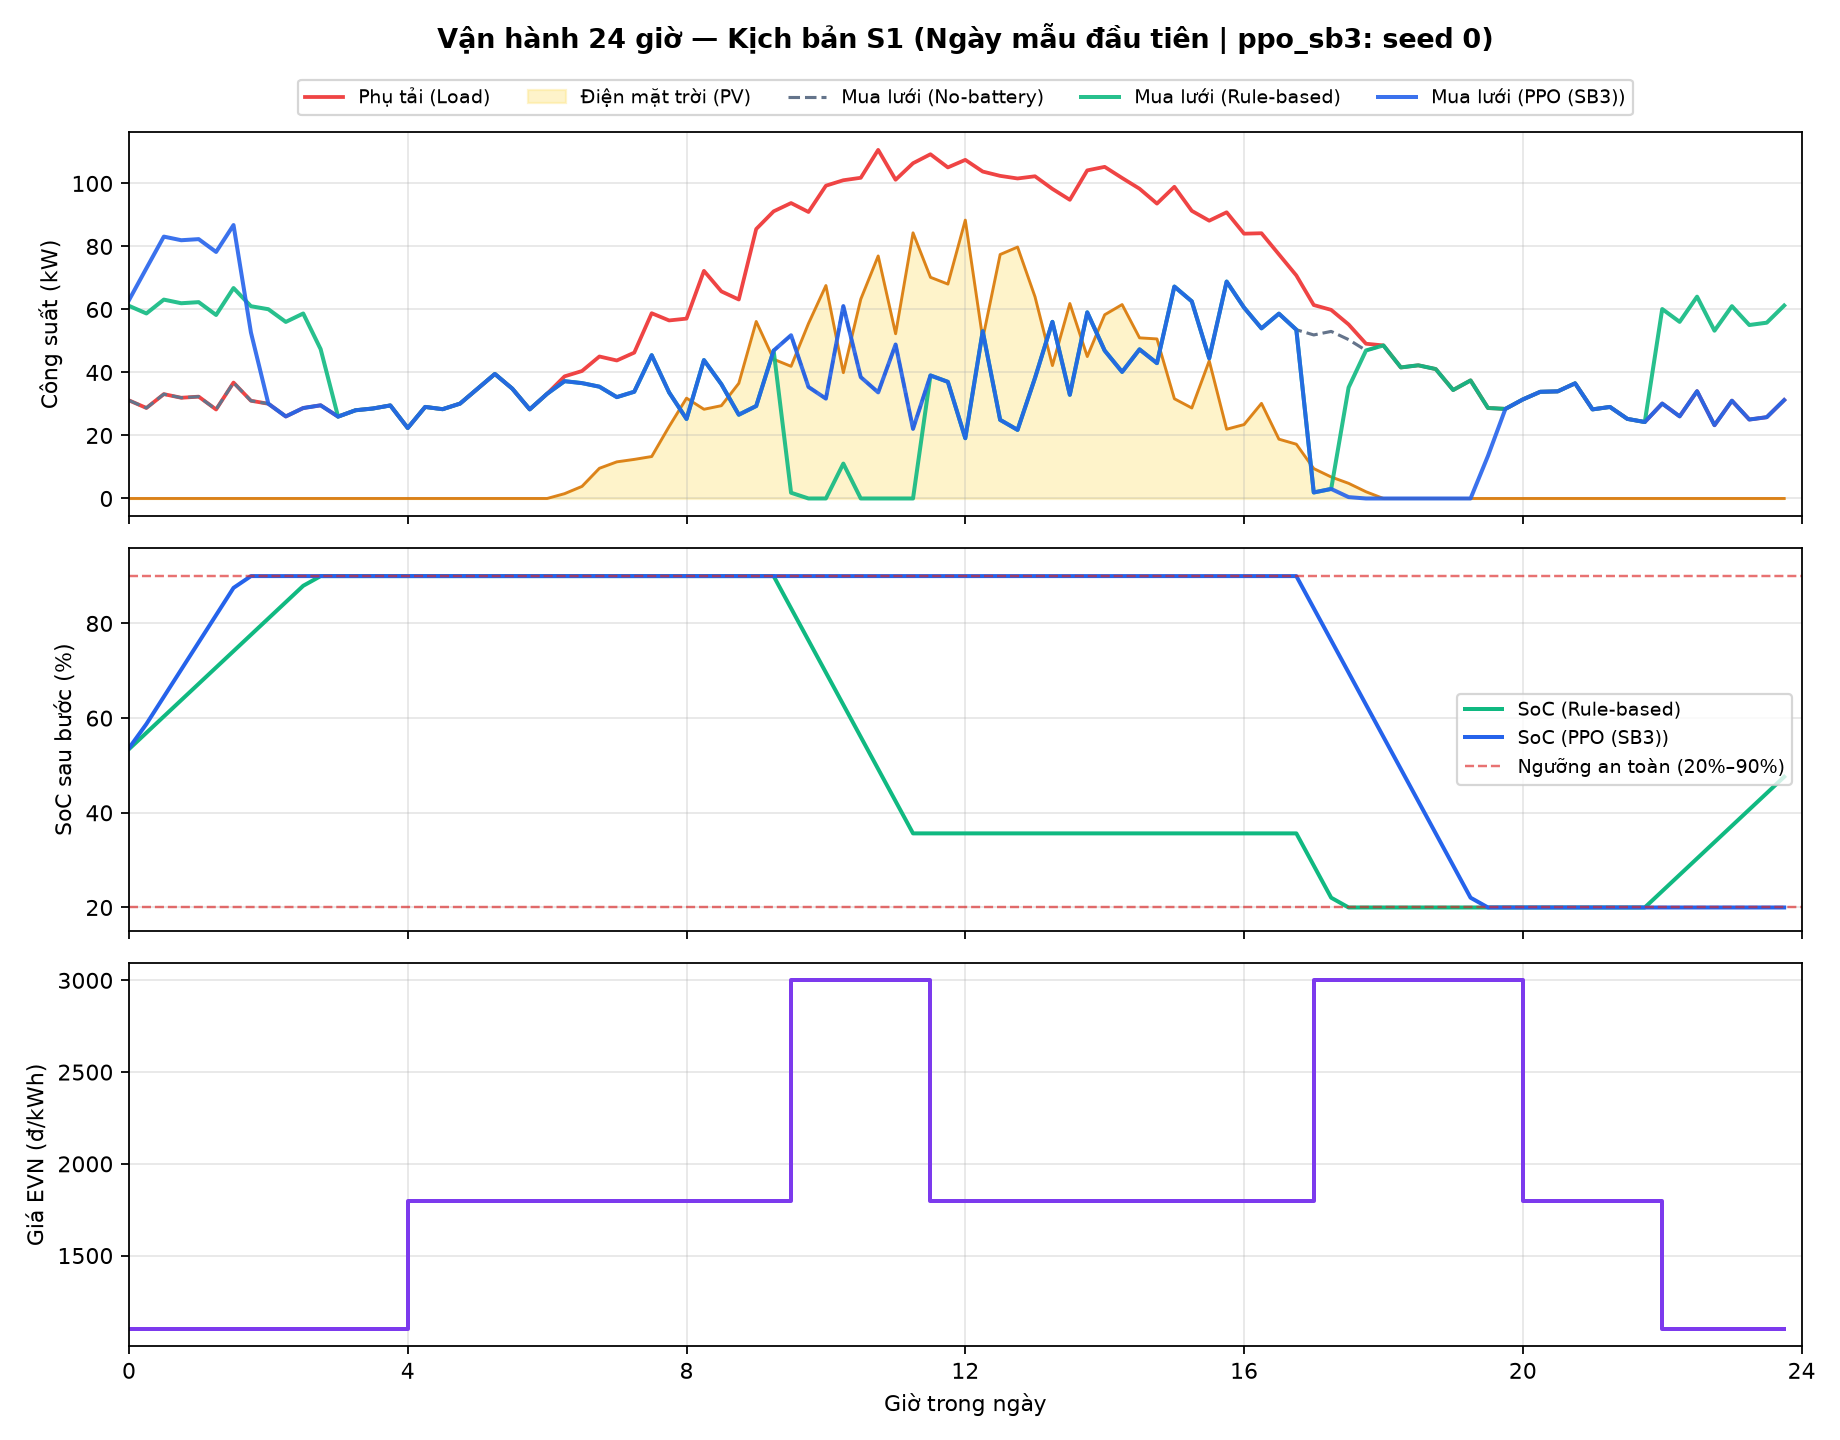 Vận hành 24 giờ — Kịch bản S1 (Ngày mẫu đầu tiên | ppo_sb3: seed 0)
Phụ tải (Load) Điện mặt trời (PV) Mua lưới (No-battery) Mua lưới (Rule-based) Mua lưới (PPO (SB3))
Công suất (kW)
100
80
60
40
20
0
SoC sau bước (%)
80
60
40
20
SoC (Rule-based)
SoC (PPO (SB3))
Ngưỡng an toàn (20%–90%)
Giá EVN (đ/kWh)
3000
2500
2000
1500
0 4 8 12 16 20 24
Giờ trong ngày